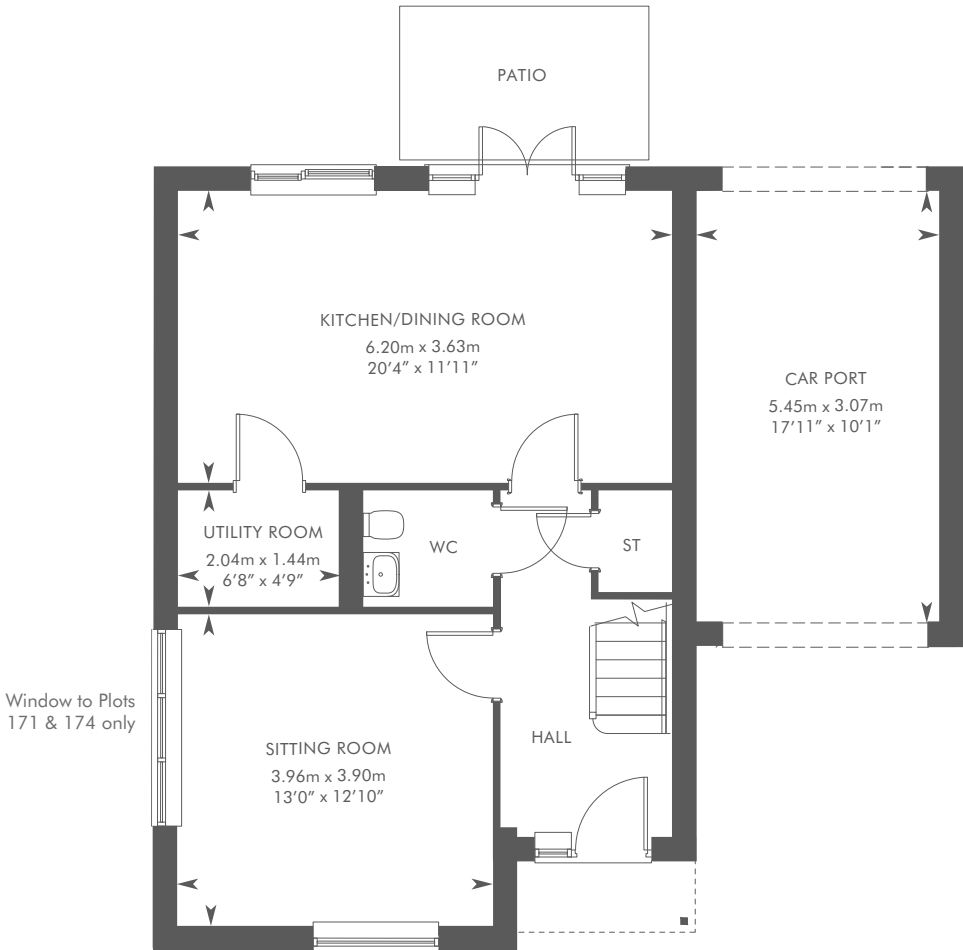 PATIO
KITCHEN/DINING ROOM
6.20m x 3.63m
20'4" x 11'11"
CAR PORT
5.45m x 3.07m
17'11" x 10'1"
UTILITY ROOM
2.04m x 1.44m
6'8" x 4'9"
WC
ST
Window to Plots
171 & 174 only
HALL
SITTING ROOM
3.96m x 3.90m
13'0" x 12'10"